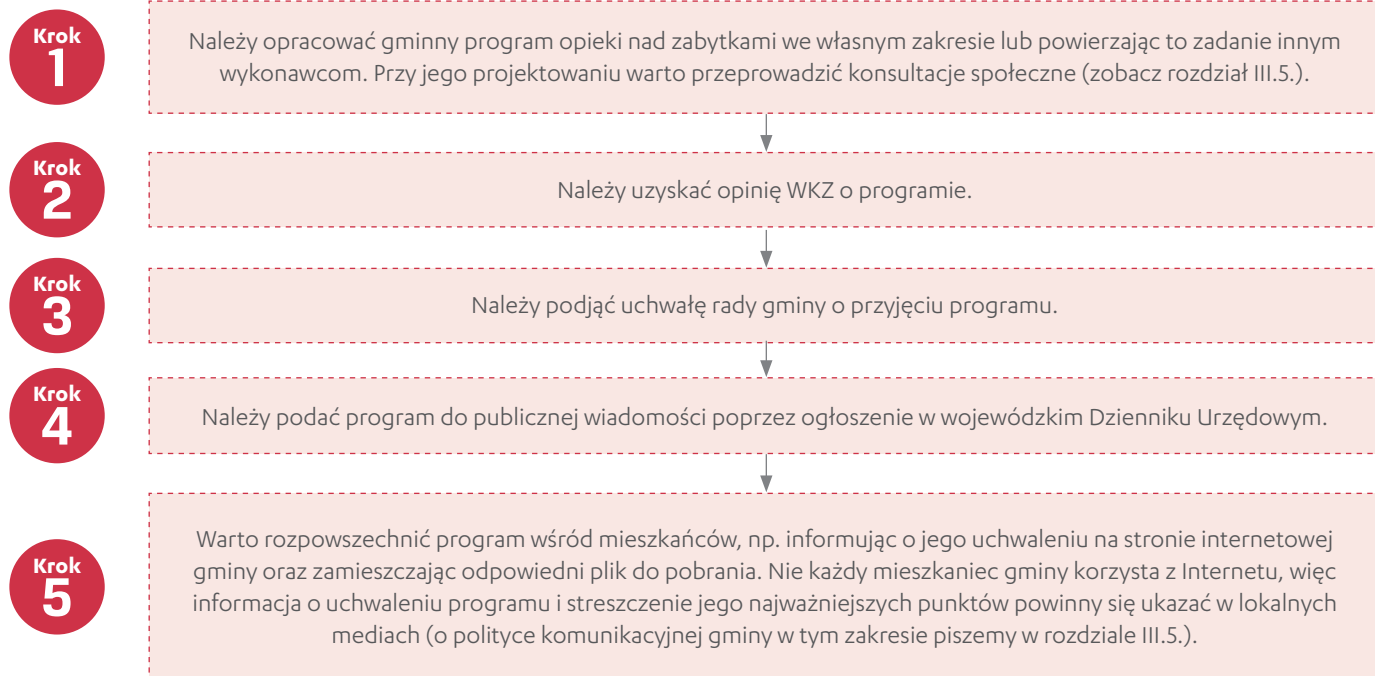 Krok
1
Należy opracować gminny program opieki nad zabytkami we własnym zakresie lub powierzając to zadanie innym
wykonawcom. Przy jego projektowaniu warto przeprowadzić konsultacje społeczne (zobacz rozdział III.5.).
Krok
2
Należy uzyskać opinię WKZ o programie.
Krok
3
Należy podjąć uchwałę rady gminy o przyjęciu programu.
Krok
4
Należy podać program do publicznej wiadomości poprzez ogłoszenie w wojewódzkim Dzienniku Urzędowym.
Krok
5
Warto rozpowszechnić program wśród mieszkańców, np. informując o jego uchwaleniu na stronie internetowej
gminy oraz zamieszczając odpowiedni plik do pobrania. Nie każdy mieszkaniec gminy korzysta z Internetu, więc
informacja o uchwaleniu programu i streszczenie jego najważniejszych punktów powinny się ukazać w lokalnych
mediach (o polityce komunikacyjnej gminy w tym zakresie piszemy w rozdziale III.5.).